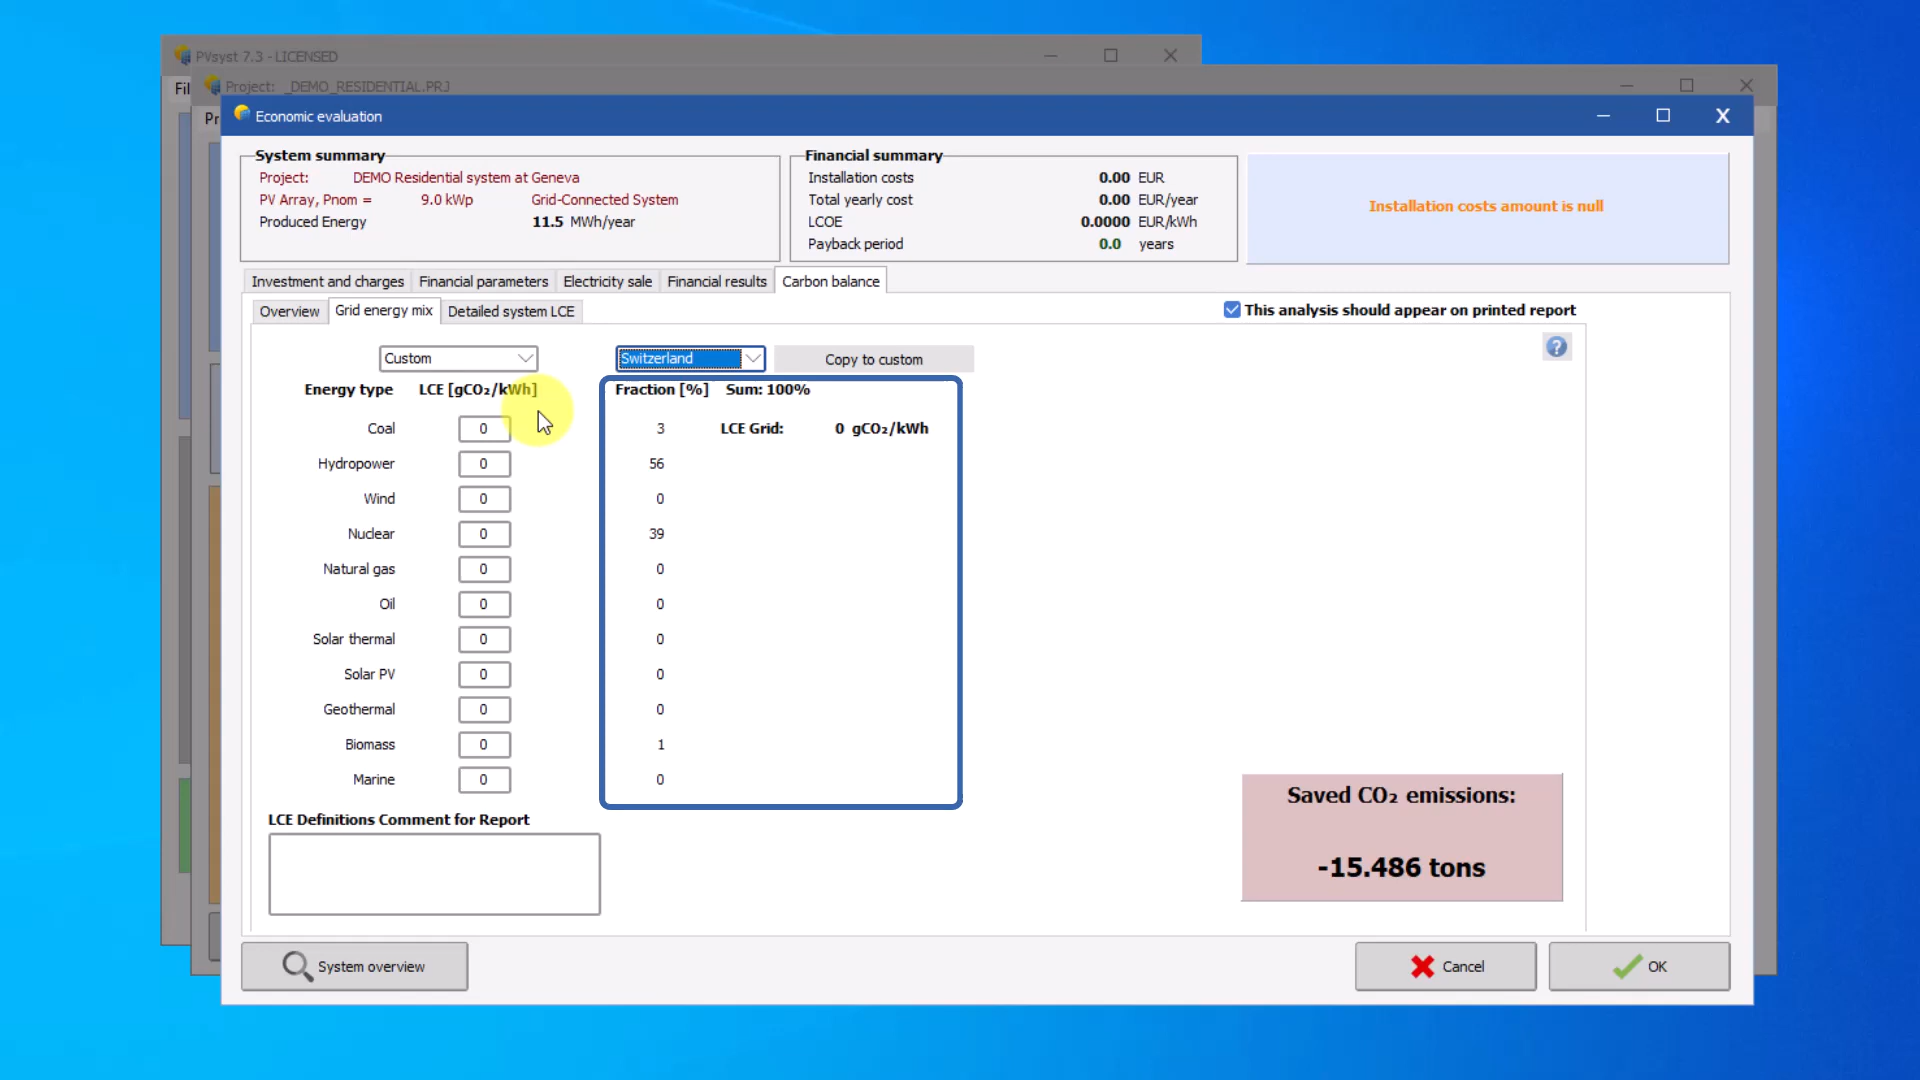 PVsyst 7.3 - LICENSED
Fil
Project: _DEMO_RESIDENTIAL.PRJ
Pr
Economic evaluation
System summary
Project: DEMO Residential system at Geneva
PV Array, Pnom = 9.0 kWp Grid-Connected System
Produced Energy 11.5 MWh/year
Financial summary
Installation costs 0.00 EUR
Total yearly cost 0.00 EUR/year
LCOE 0.0000 EUR/kWh
Payback period 0.0 years
Installation costs amount is null
Investment and charges Financial parameters Electricity sale Financial results Carbon balance
Overview Grid energy mix Detailed system LCE
This analysis should appear on printed report
Custom Switzerland Copy to custom
?
Energy type LCE [gCO₂/kWh] Fraction [%] Sum: 100%
Coal 0 3 LCE Grid: 0 gCO₂/kWh
Hydropower 0 56
Wind 0 0
Nuclear 0 39
Natural gas 0 0
Oil 0 0
Solar thermal 0 0
Solar PV 0 0
Geothermal 0 0
Biomass 0 1
Marine 0 0
LCE Definitions Comment for Report
Saved CO₂ emissions:
-15.486 tons
System overview Cancel OK